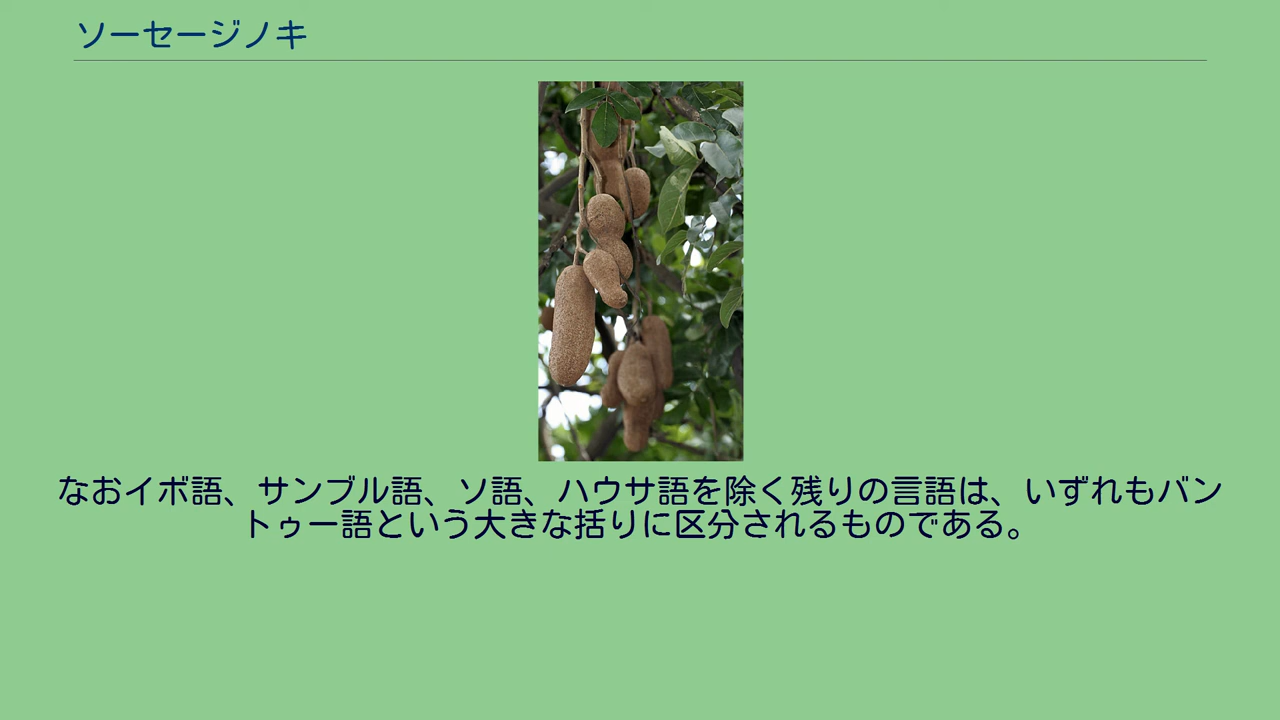 ソーセージノキ
なおイボ語、サンブル語、ソ語、ハウサ語を除く残りの言語は、いずれもバン
トゥー語という大きな括りに区分されるものである。